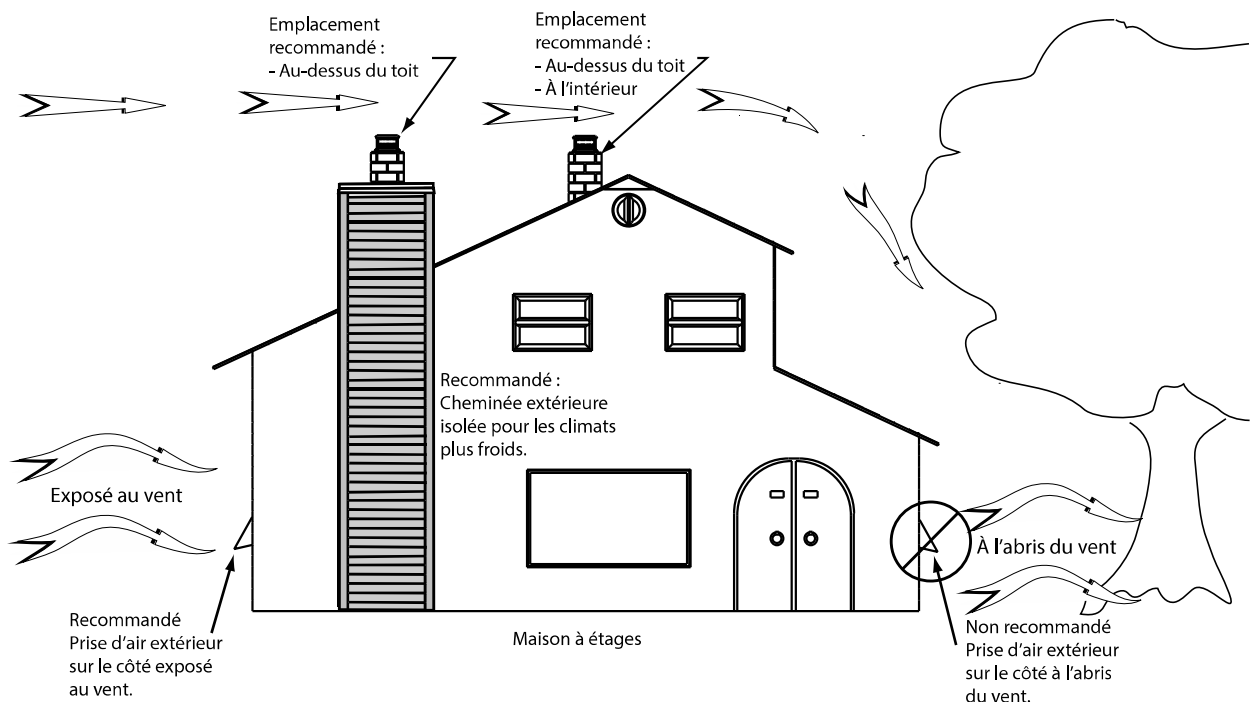 Emplacement
recommandé :
- Au-dessus du toit
Emplacement
recommandé :
- Au-dessus du toit
- À l'intérieur
Recommandé :
Cheminée extérieure
isolée pour les climats
plus froids.
Exposé au vent
À l'abris du vent
Recommandé
Prise d'air extérieur
sur le côté exposé
au vent.
Maison à étages
Non recommandé
Prise d'air extérieur
sur le côté à l'abris
du vent.